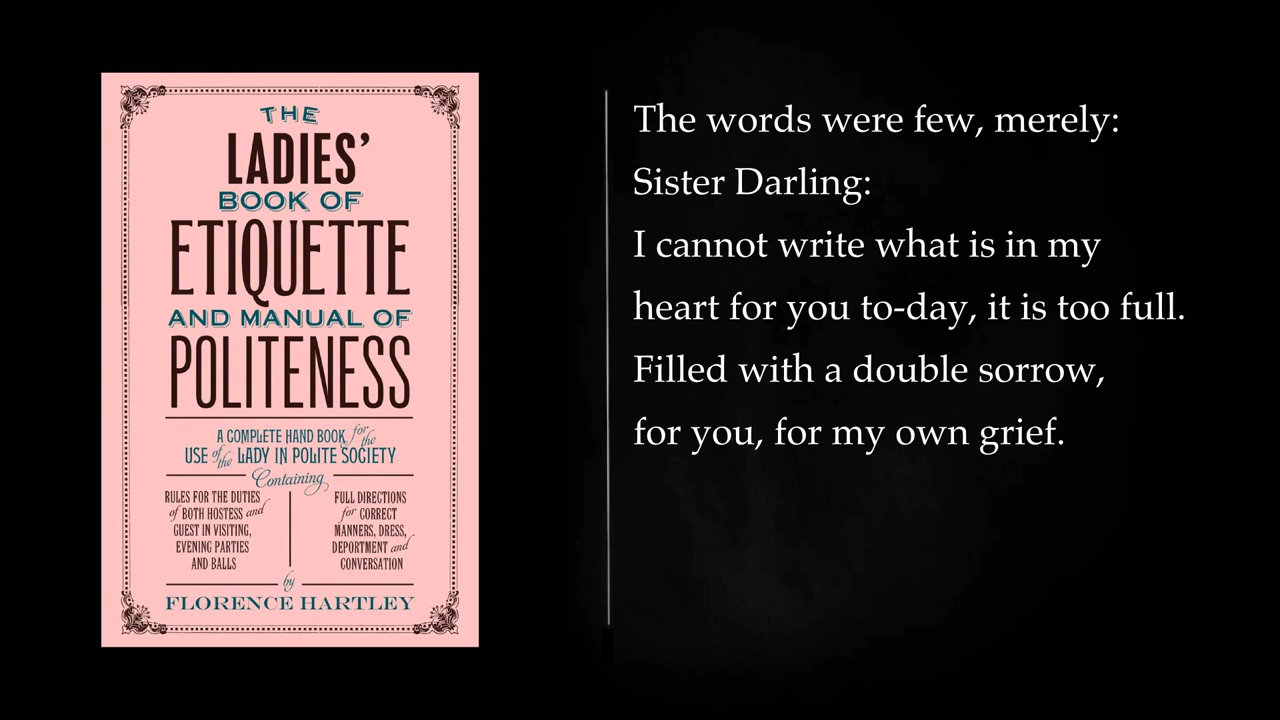 THE
LADIES’
BOOK OF
ETIQUETTE
AND MANUAL OF
POLITENESS
A COMPLETE HAND BOOK for the
USE of the LADY IN POLITE SOCIETY
Containing
RULES FOR THE DUTIES
of BOTH HOSTESS and
GUEST IN VISITING,
EVENING PARTIES
AND BALLS
FULL DIRECTIONS
for CORRECT
MANNERS, DRESS,
DEPORTMENT and
CONVERSATION
by
FLORENCE HARTLEY
The words were few, merely:
Sister Darling:
I cannot write what is in my
heart for you to-day, it is too full.
Filled with a double sorrow,
for you, for my own grief.